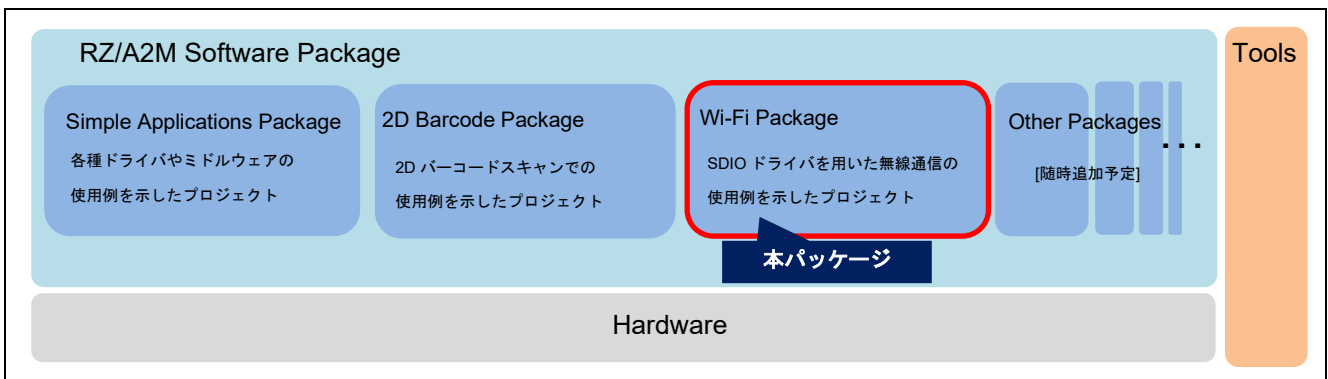 RZ/A2M Software Package
Tools
Simple Applications Package
各種ドライバやミドルウェアの
使用例を示したプロジェクト
2D Barcode Package
2D バーコードスキャンでの
使用例を示したプロジェクト
Wi-Fi Package
SDIO ドライバを用いた無線通信の
使用例を示したプロジェクト
本パッケージ
Other Packages
...
[随時追加予定]
Hardware